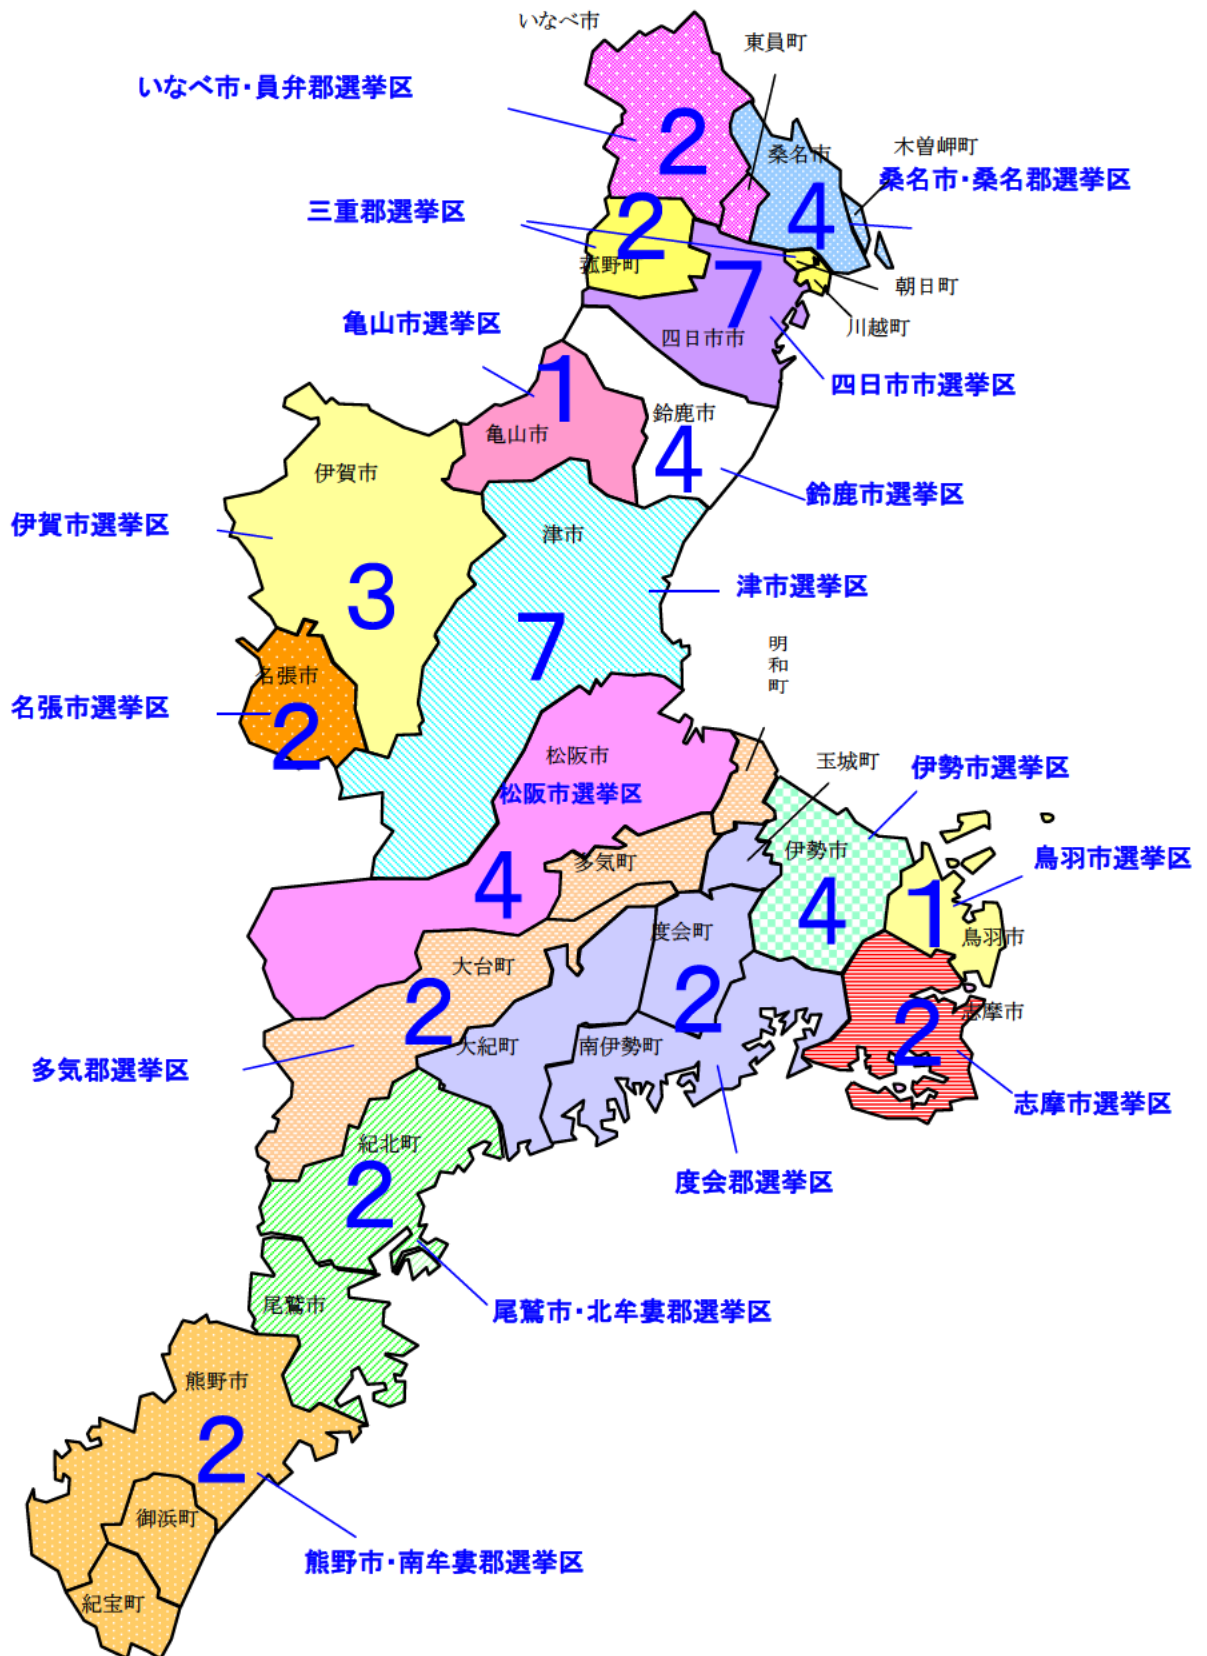 いなべ市
東員町
いなべ市・員弁郡選挙区
2
桑名市
木曽岬町
桑名市・桑名郡選挙区
4
三重郡選挙区
2
菰野町
7
朝日町
川越町
四日市市
亀山市選挙区
四日市市選挙区
1
亀山市
鈴鹿市
4
鈴鹿市選挙区
伊賀市
伊賀市選挙区
津市
3
津市選挙区
7
明和町
名張市
名張市選挙区
2
松阪市
松阪市選挙区
玉城町
伊勢市選挙区
多気町
伊勢市
鳥羽市選挙区
4
4
1
度会町
鳥羽市
大台町
2
2
志摩市
2
大紀町
南伊勢町
多気郡選挙区
志摩市選挙区
紀北町
2
度会郡選挙区
尾鷲市
尾鷲市・北牟婁郡選挙区
熊野市
2
御浜町
熊野市・南牟婁郡選挙区
紀宝町